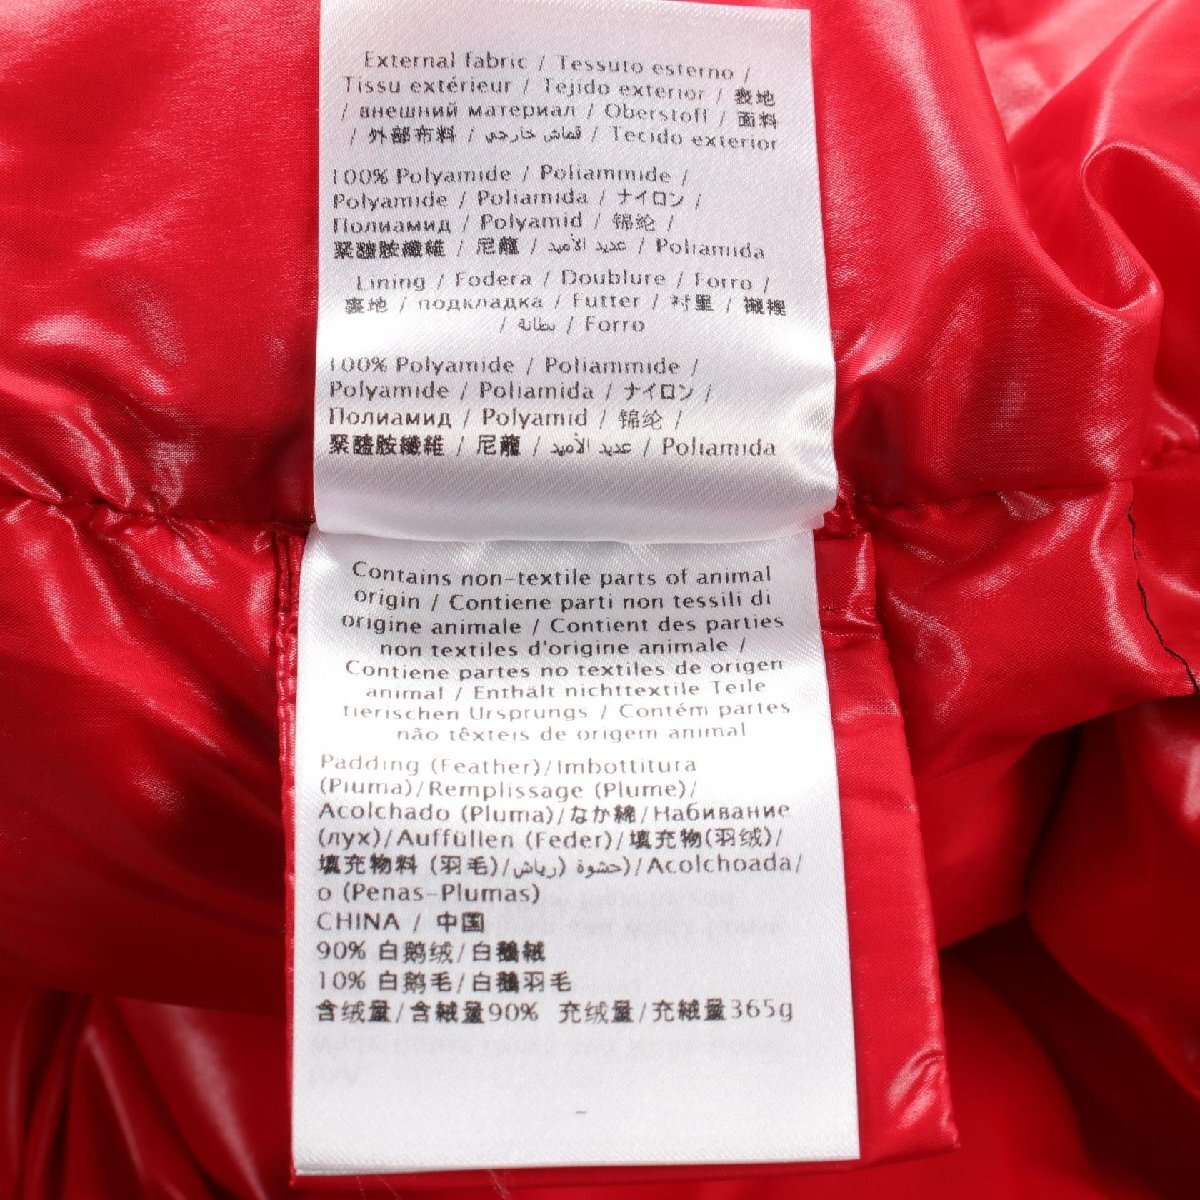 External fabric / Tessuto esterno /
Tissu extérieur / Tejido exterior / 表地
/ внешний материал / Oberstoff / 面料
/ 外部布料 / قماش خارجي / Tecido exterior
100% Polyamide / Poliammide /
Polyamide / Poliamida / ナイロン /
Полиамид / Polyamid / 锦纶 /
聚醯胺纖維 / 尼龍 / عديد الأميد / Poliamida
Lining / Fodera / Doublure / Forro /
裏地 / подкладка / Futter / 衬里 / 襯裡
/ بطانة / Forro
100% Polyamide / Poliammide /
Polyamide / Poliamida / ナイロン /
Полиамид / Polyamid / 锦纶 /
聚醯胺纖維 / 尼龍 / عديد الأميد / Poliamida
Contains non-textile parts of animal
origin / Contiene parti non tessili di
origine animale / Contient des parties
non textiles d'origine animale /
Contiene partes no textiles de origen
animal / Enthält nichttextile Teile
tierischen Ursprungs / Contém partes
não têxteis de origem animal
Padding (Feather)/Imbottitura
(Piuma)/Remplissage (Plume)/
Acolchado (Pluma)/なか綿/Набивание
(лух)/Auffüllen (Feder)/填充物(羽绒)/
填充物料 (羽毛)/حشوة (رياش)/Acolchoada/
o (Penas-Plumas)
CHINA / 中国
90% 白鹅绒/白鵝絨
10% 白鹅毛/白鵝羽毛
含绒量/含絨量90% 充绒量/充絨量365g